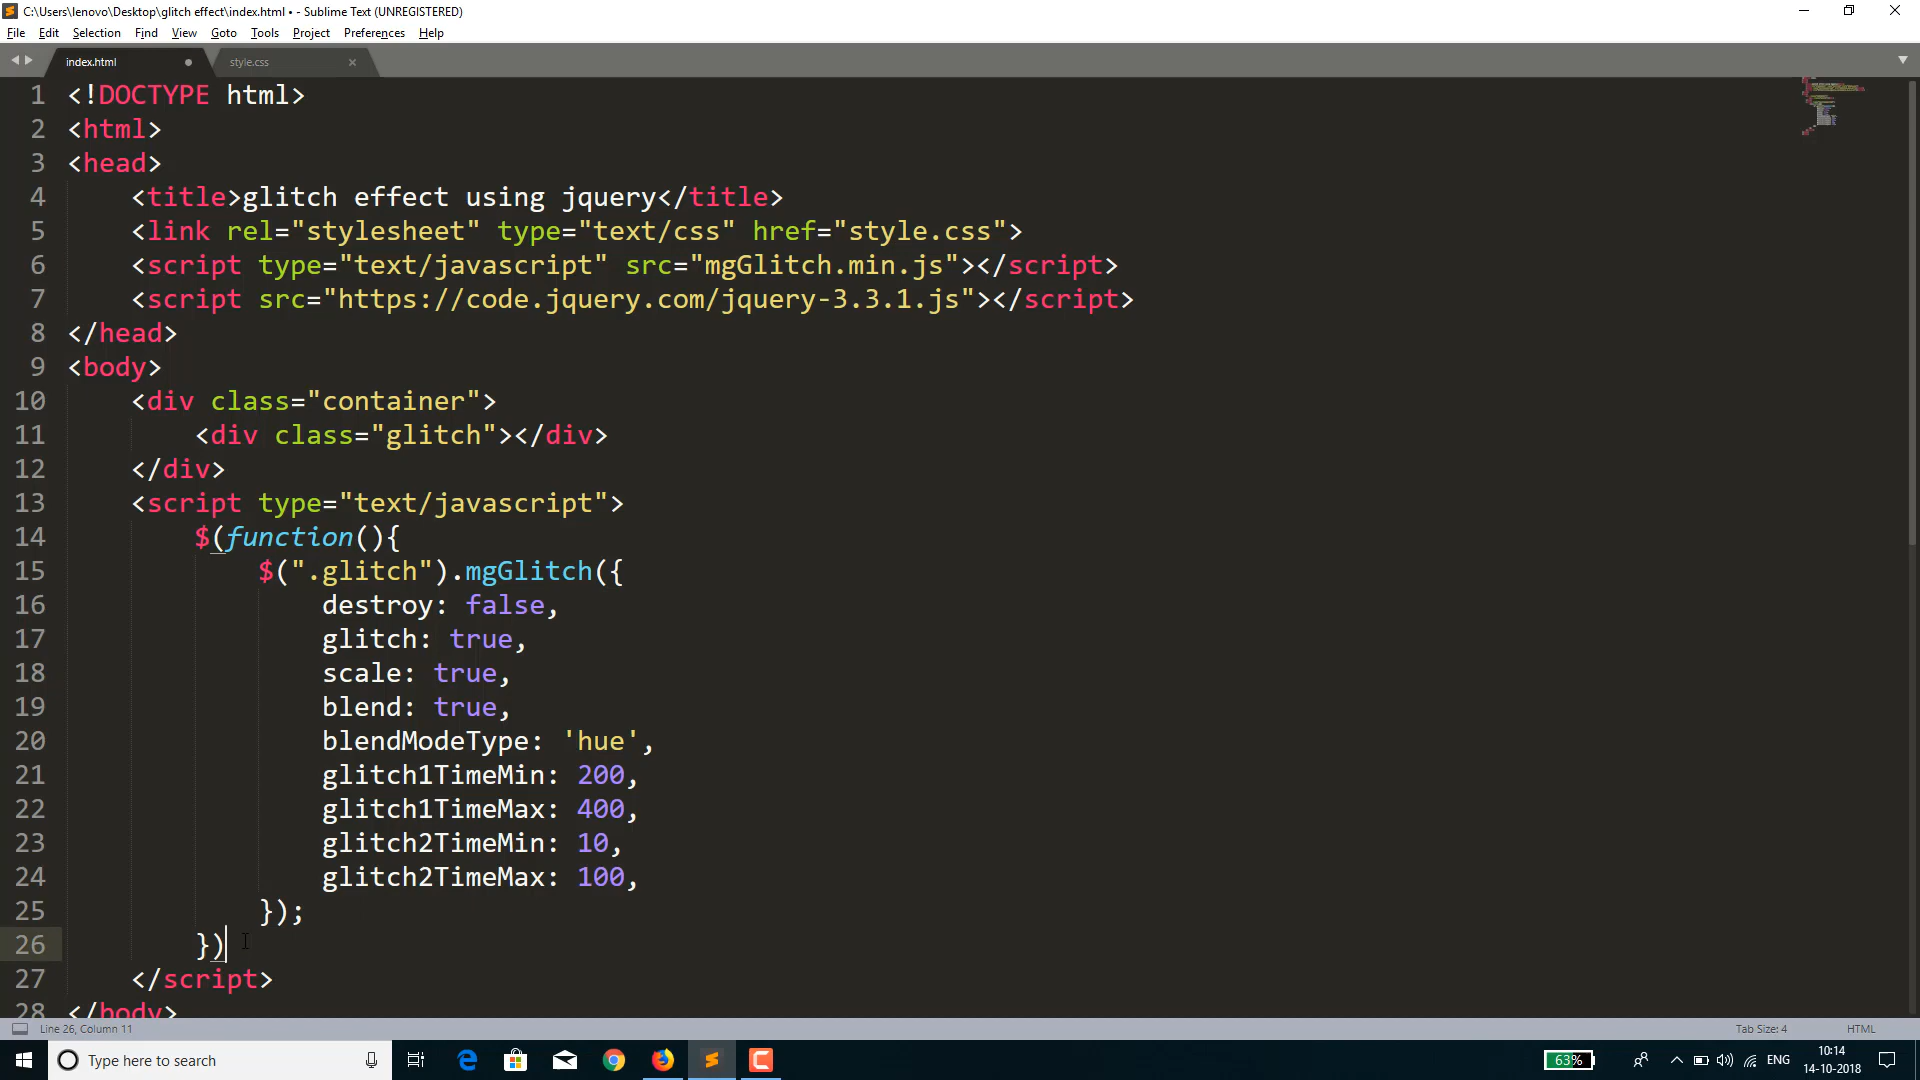 C:\Users\lenovo\Desktop\glitch effect\index.html • - Sublime Text (UNREGISTERED)
File Edit Selection Find View Goto Tools Project Preferences Help
index.html style.css
1 <!DOCTYPE html>
2 <html>
3 <head>
4 <title>glitch effect using jquery</title>
5 <link rel="stylesheet" type="text/css" href="style.css">
6 <script type="text/javascript" src="mgGlitch.min.js"></script>
7 <script src="https://code.jquery.com/jquery-3.3.1.js"></script>
8 </head>
9 <body>
10 <div class="container">
11 <div class="glitch"></div>
12 </div>
13 <script type="text/javascript">
14 $(function(){
15 $(".glitch").mgGlitch({
16 destroy: false,
17 glitch: true,
18 scale: true,
19 blend: true,
20 blendModeType: 'hue',
21 glitch1TimeMin: 200,
22 glitch1TimeMax: 400,
23 glitch2TimeMin: 10,
24 glitch2TimeMax: 100,
25 });
26 })
27 </script>
28 </body>
Line 26, Column 11 Tab Size: 4 HTML
Type here to search
63% ENG 10:14
14-10-2018